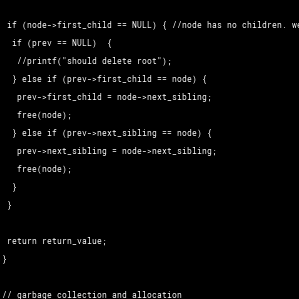 if (node->first_child == NULL) { //node has no children. we
if (prev == NULL)  {
//printf("should delete root");
} else if (prev->first_child == node) {
prev->first_child = node->next_sibling;
free(node);
} else if (prev->next_sibling == node) {
prev->next_sibling = node->next_sibling;
free(node);
}
}
return return_value;
}
// garbage collection and allocation